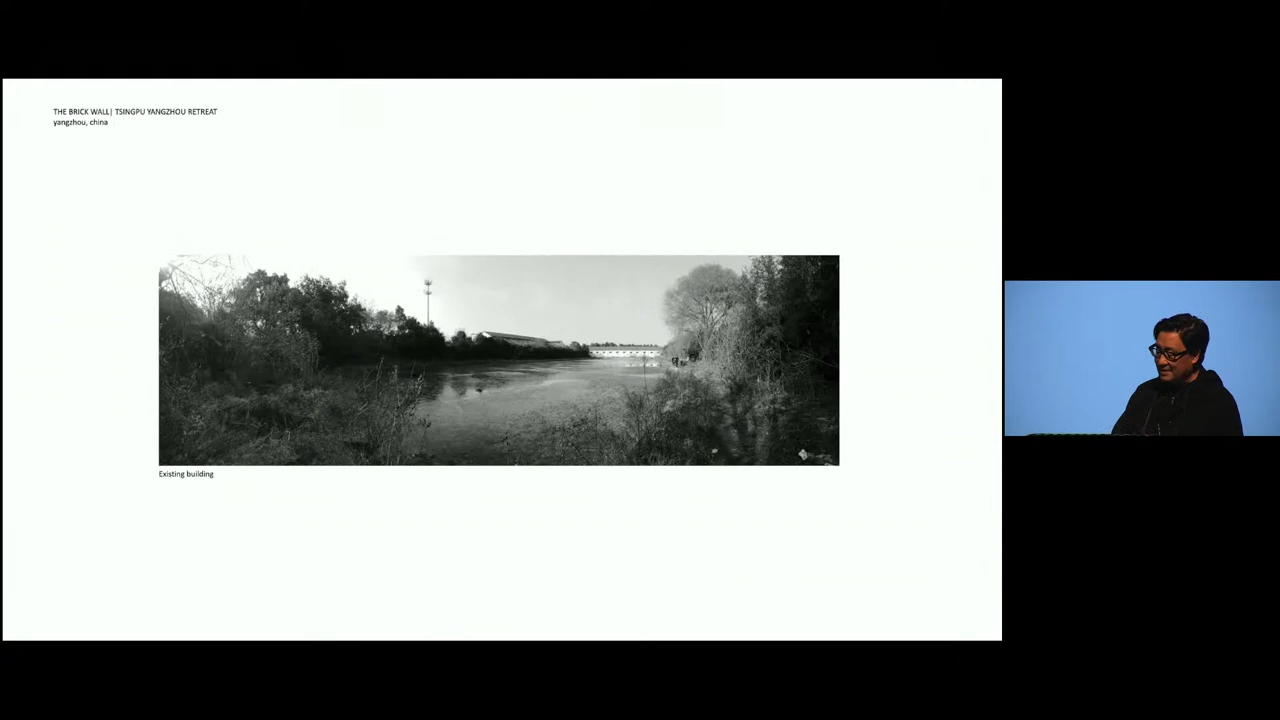 THE BRICK WALL| TSINGPU YANGZHOU RETREAT
yangzhou, china
Existing building